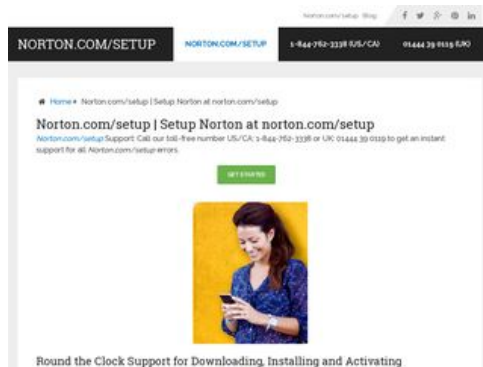 Norton.com/setup Blog
NORTON.COM/SETUP
NORTON.COM/SETUP
1-844-762-3338 (US/CA)
01444 39 0119 (UK)
Home Norton.com/setup | Setup Norton at norton.com/setup
Norton.com/setup | Setup Norton at norton.com/setup
Norton.com/setup Support: Call our toll-free number US/CA: 1-844-762-3338 or UK: 01444 39 0119 to get an instant
support for all Norton.com/setup errors.
GET STARTED
Round the Clock Support for Downloading, Installing and Activating